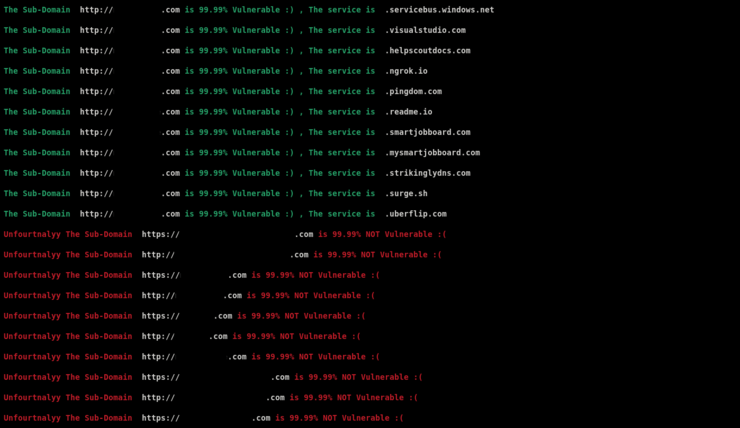 The Sub-Domain http:// .com is 99.99% Vulnerable :) , The service is .servicebus.windows.net
The Sub-Domain http:// .com is 99.99% Vulnerable :) , The service is .visualstudio.com
The Sub-Domain http:// .com is 99.99% Vulnerable :) , The service is .helpscoutdocs.com
The Sub-Domain http:// .com is 99.99% Vulnerable :) , The service is .ngrok.io
The Sub-Domain http:// .com is 99.99% Vulnerable :) , The service is .pingdom.com
The Sub-Domain http:// .com is 99.99% Vulnerable :) , The service is .readme.io
The Sub-Domain http:// .com is 99.99% Vulnerable :) , The service is .smartjobboard.com
The Sub-Domain http:// .com is 99.99% Vulnerable :) , The service is .mysmartjobboard.com
The Sub-Domain http:// .com is 99.99% Vulnerable :) , The service is .strikinglydns.com
The Sub-Domain http:// .com is 99.99% Vulnerable :) , The service is .surge.sh
The Sub-Domain http:// .com is 99.99% Vulnerable :) , The service is .uberflip.com
Unfourtnalyy The Sub-Domain https:// .com is 99.99% NOT Vulnerable :(
Unfourtnalyy The Sub-Domain http:// .com is 99.99% NOT Vulnerable :(
Unfourtnalyy The Sub-Domain https:// .com is 99.99% NOT Vulnerable :(
Unfourtnalyy The Sub-Domain http:// .com is 99.99% NOT Vulnerable :(
Unfourtnalyy The Sub-Domain https:// .com is 99.99% NOT Vulnerable :(
Unfourtnalyy The Sub-Domain http:// .com is 99.99% NOT Vulnerable :(
Unfourtnalyy The Sub-Domain http:// .com is 99.99% NOT Vulnerable :(
Unfourtnalyy The Sub-Domain https:// .com is 99.99% NOT Vulnerable :(
Unfourtnalyy The Sub-Domain http:// .com is 99.99% NOT Vulnerable :(
Unfourtnalyy The Sub-Domain https:// .com is 99.99% NOT Vulnerable :(